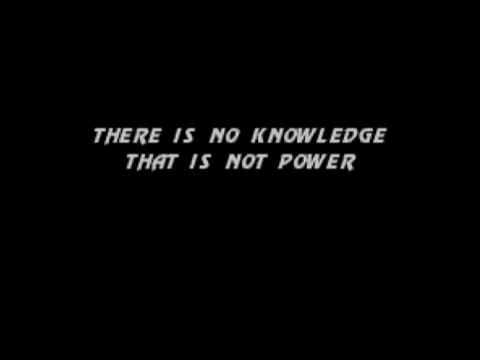 THERE IS NO KNOWLEDGE
THAT IS NOT POWER